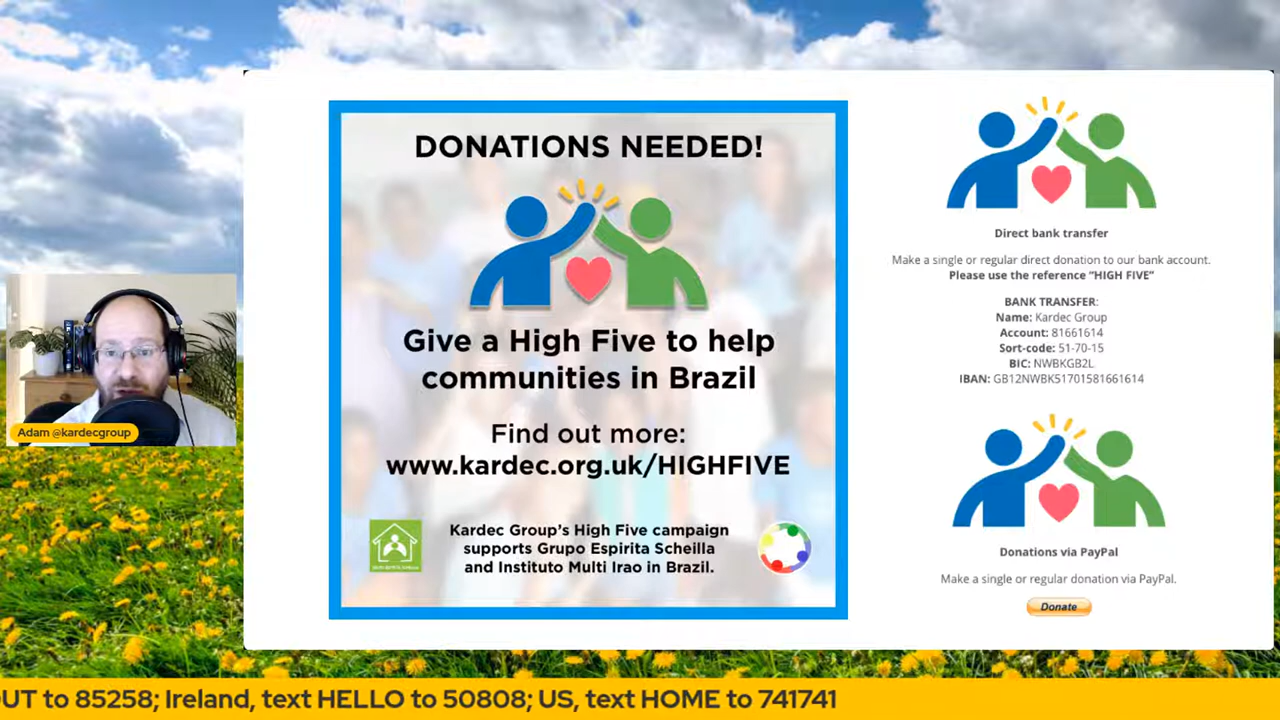 DONATIONS NEEDED!
Give a High Five to help
communities in Brazil
Find out more:
www.kardec.org.uk/HIGHFIVE
Kardec Group's High Five campaign
supports Grupo Espirita Scheilla
and Instituto Multi Irao in Brazil.
Direct bank transfer
Make a single or regular direct donation to our bank account.
Please use the reference "HIGH FIVE"
BANK TRANSFER:
Name: Kardec Group
Account: 81661614
Sort-code: 51-70-15
BIC: NWBKGB2L
IBAN: GB12NWBK51701581661614
Donations via PayPal
Make a single or regular donation via PayPal.
Donate
Adam @kardecgroup
UT to 85258; Ireland, text HELLO to 50808; US, text HOME to 741741